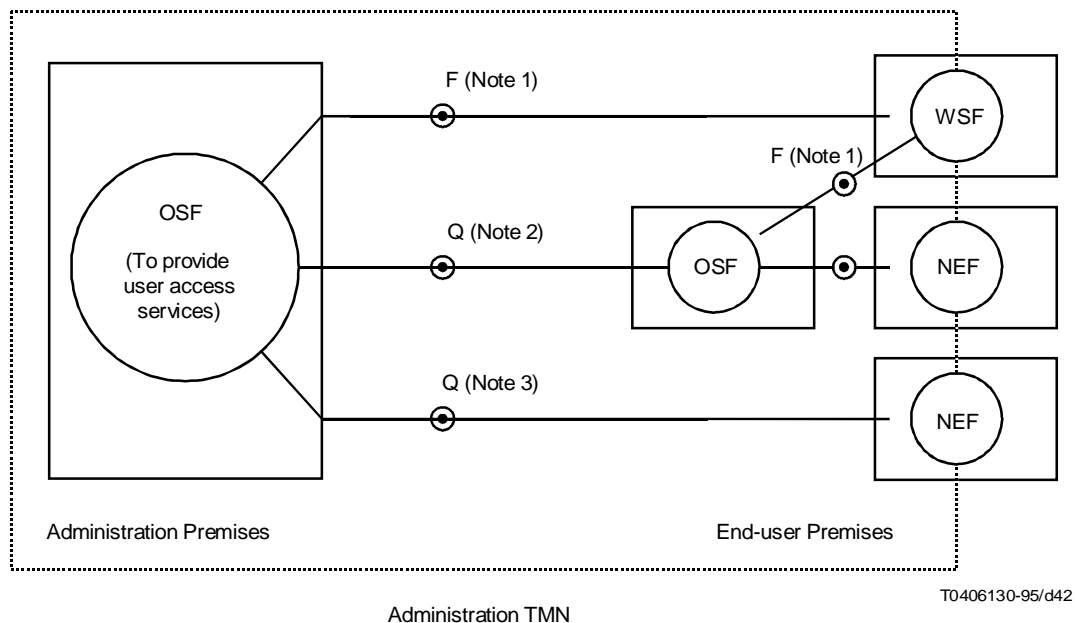 F (Note 1)
WSF
F (Note 1)
OSF
(To provide
user access
services)
Q (Note 2)
OSF
NEF
Q (Note 3)
NEF
Administration Premises
End-user Premises
T0406130-95/d42
Administration TMN